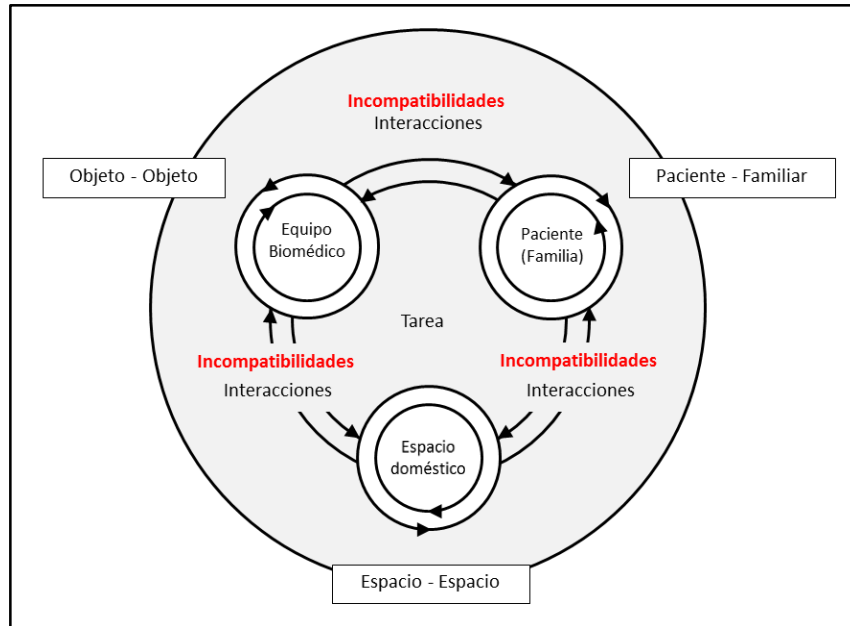 Incompatibilidades
Interacciones
Objeto - Objeto
Paciente - Familiar
Equipo
Biomédico
Paciente
(Familia)
Tarea
Incompatibilidades
Interacciones
Incompatibilidades
Interacciones
Espacio
doméstico
Espacio - Espacio